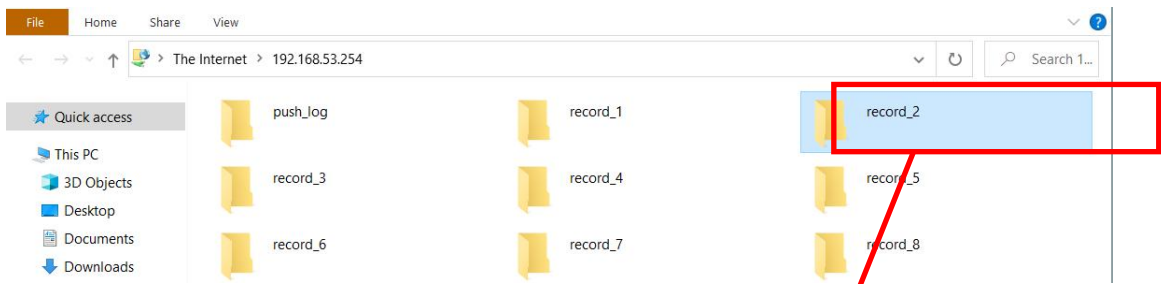 File Home Share View
The Internet > 192.168.53.254
Search 1...
Quick access
This PC
3D Objects
Desktop
Documents
Downloads
push_log record_1 record_2
record_3 record_4 record_5
record_6 record_7 record_8